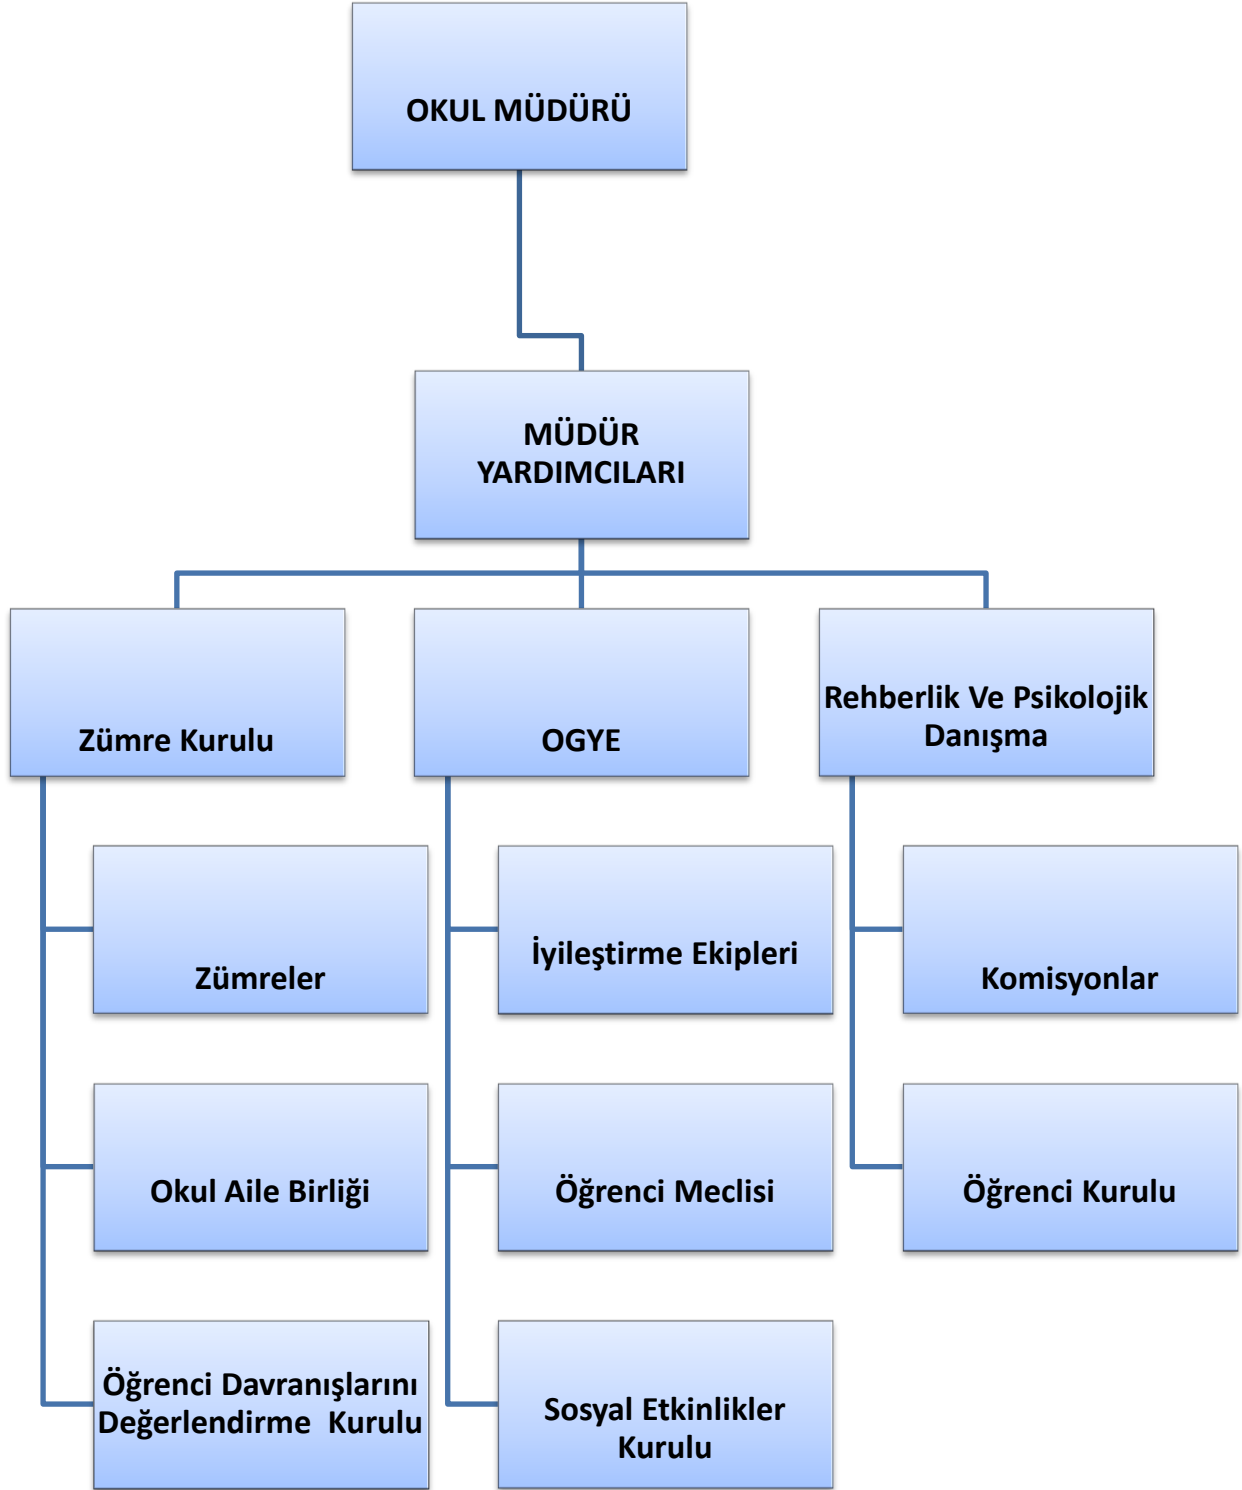 OKUL MÜDÜRÜ
MÜDÜR
YARDIMCILARI
Zümre Kurulu
OGYE
Rehberlik Ve Psikolojik
Danışma
Zümreler
İyileştirme Ekipleri
Komisyonlar
Okul Aile Birliği
Öğrenci Meclisi
Öğrenci Kurulu
Öğrenci Davranışlarını
Değerlendirme  Kurulu
Sosyal Etkinlikler
Kurulu